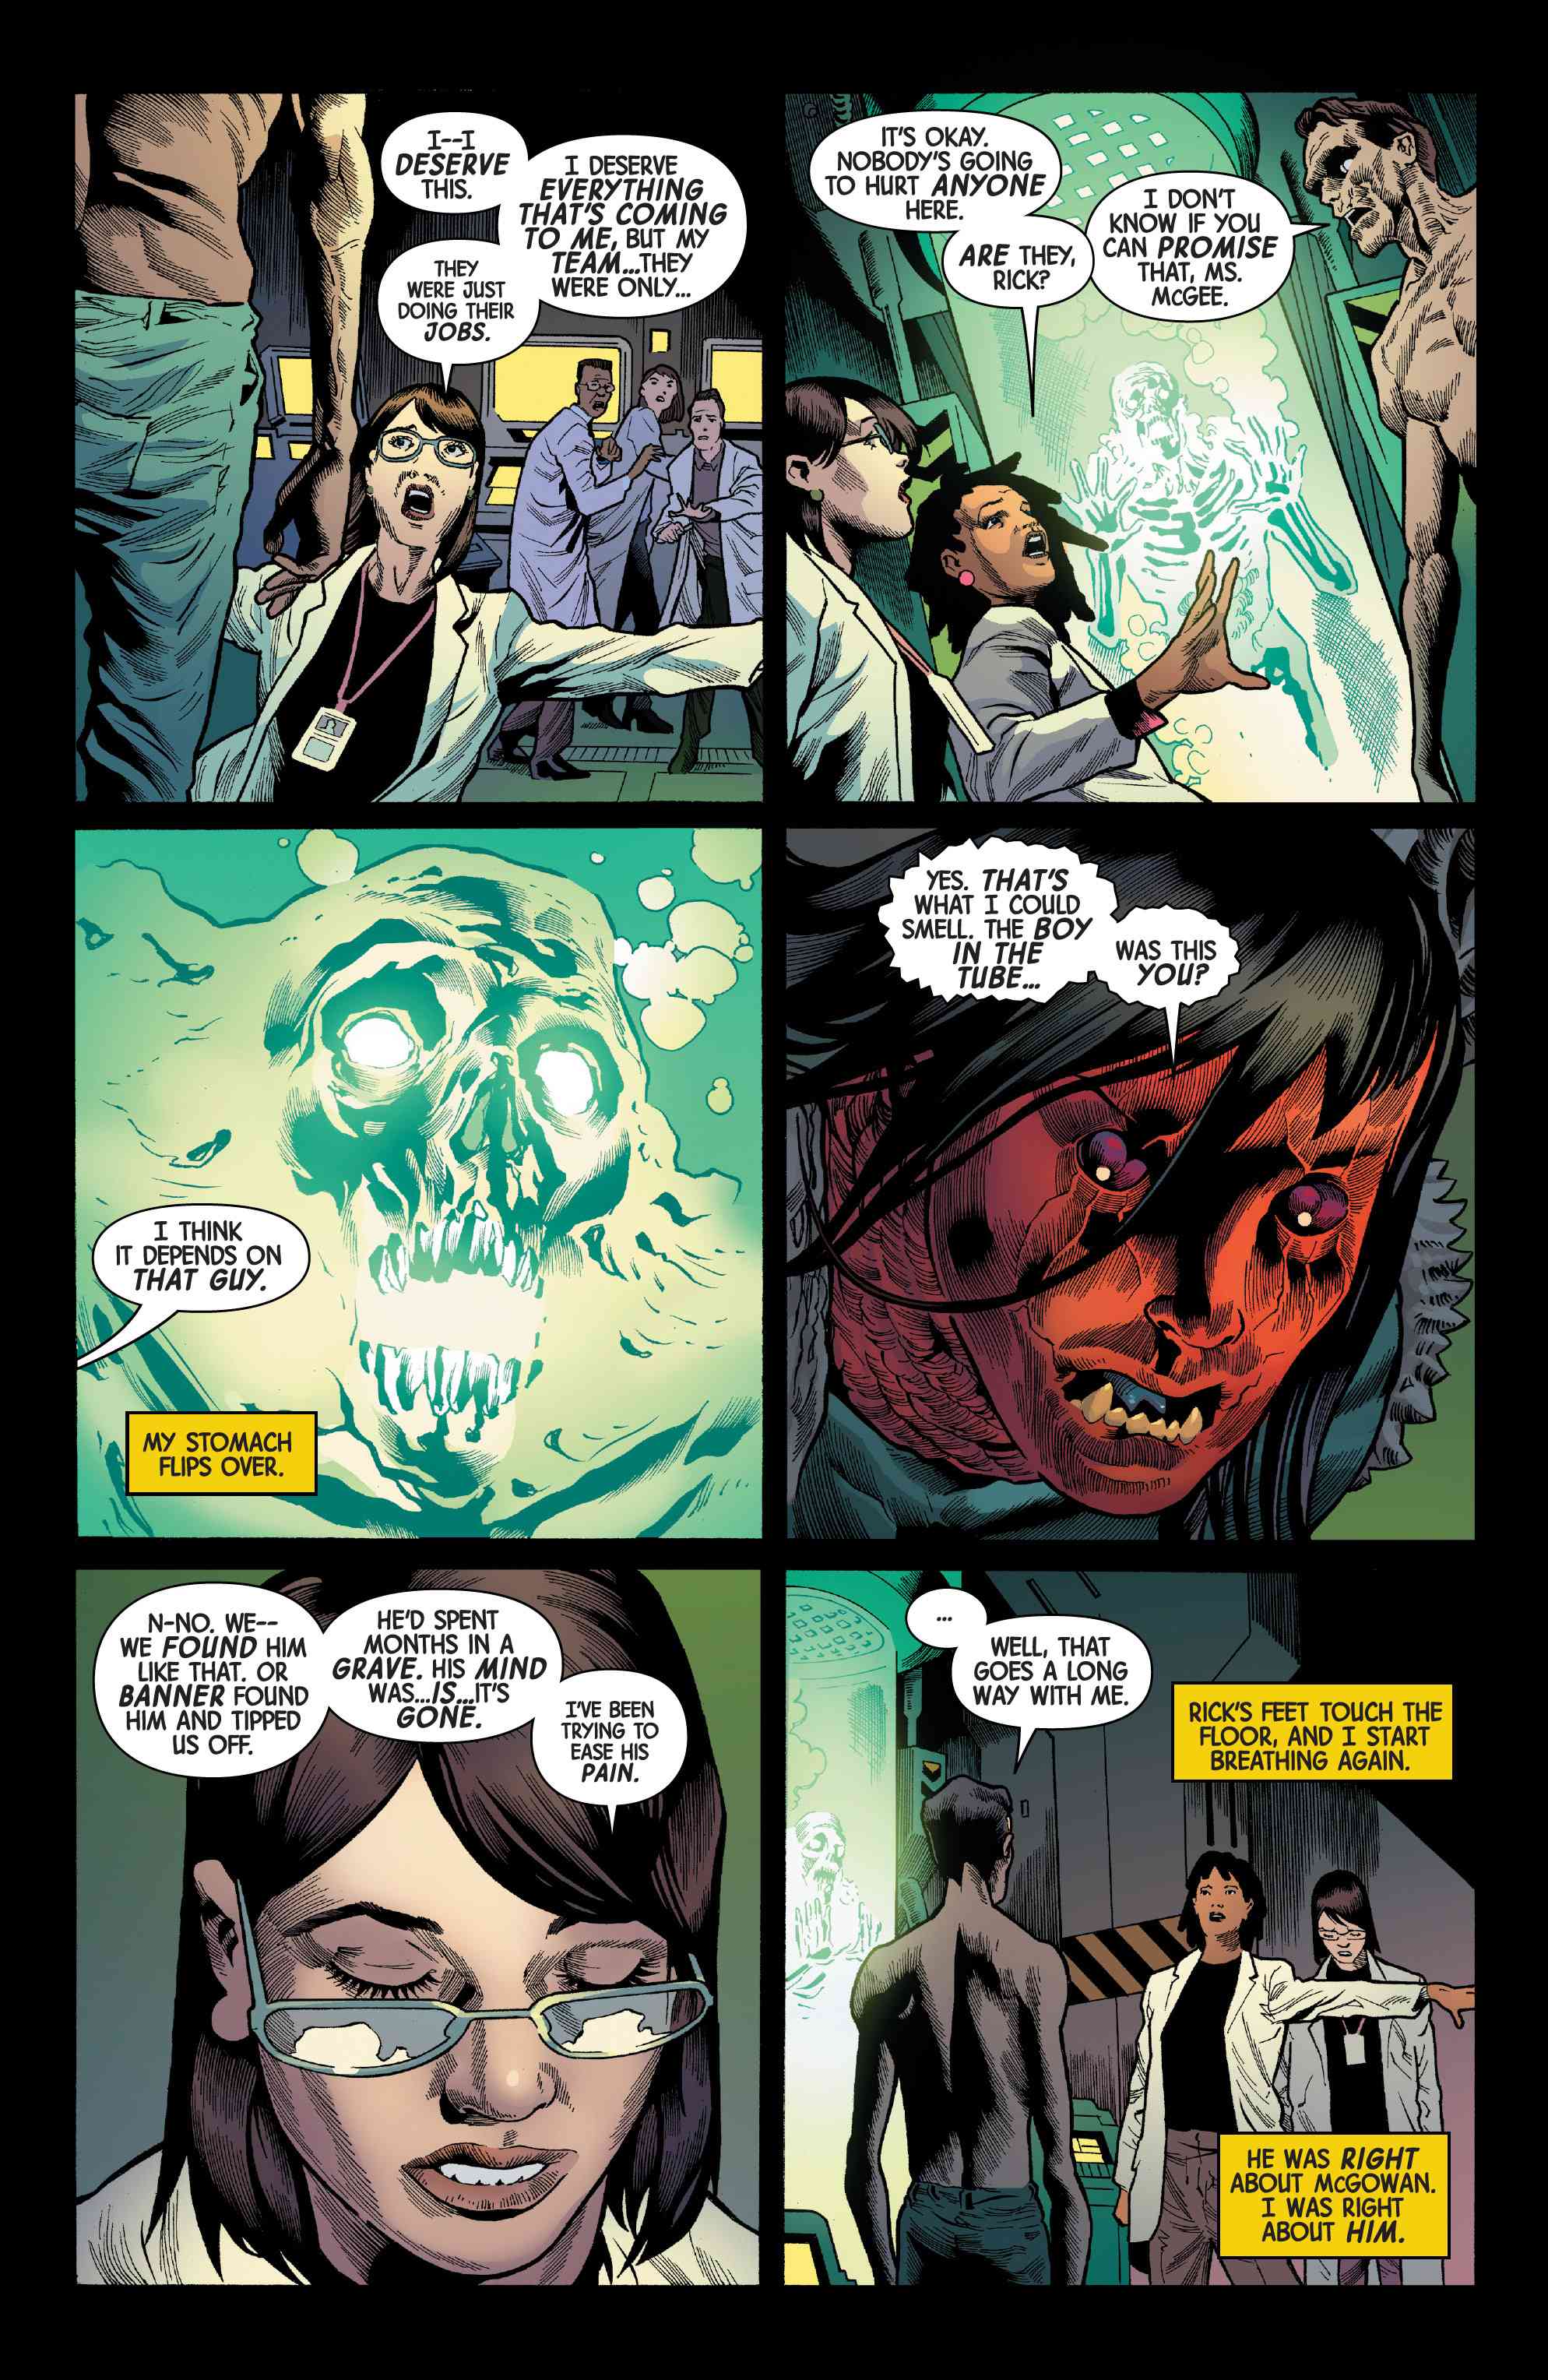 I--I
DESERVE
THIS.
I DESERVE
EVERYTHING
THAT'S COMING
TO ME, BUT MY
TEAM...THEY
WERE ONLY...
THEY
WERE JUST
DOING THEIR
JOBS.
IT'S OKAY.
NOBODY'S GOING
TO HURT ANYONE
HERE.
ARE THEY,
RICK?
I DON'T
KNOW IF YOU
CAN PROMISE
THAT, MS.
McGEE.
I THINK
IT DEPENDS ON
THAT GUY.
MY STOMACH
FLIPS OVER.
YES. THAT'S
WHAT I COULD
SMELL. THE BOY
IN THE
TUBE...
WAS THIS
YOU?
N-NO. WE--
WE FOUND HIM
LIKE THAT. OR
BANNER FOUND
HIM AND TIPPED
US OFF.
HE'D SPENT
MONTHS IN A
GRAVE. HIS MIND
WAS...IS...IT'S
GONE.
I'VE BEEN
TRYING TO
EASE HIS
PAIN.
...
WELL, THAT
GOES A LONG
WAY WITH ME.
RICK'S FEET TOUCH THE
FLOOR, AND I START
BREATHING AGAIN.
HE WAS RIGHT
ABOUT McGOWAN.
I WAS RIGHT
ABOUT HIM.